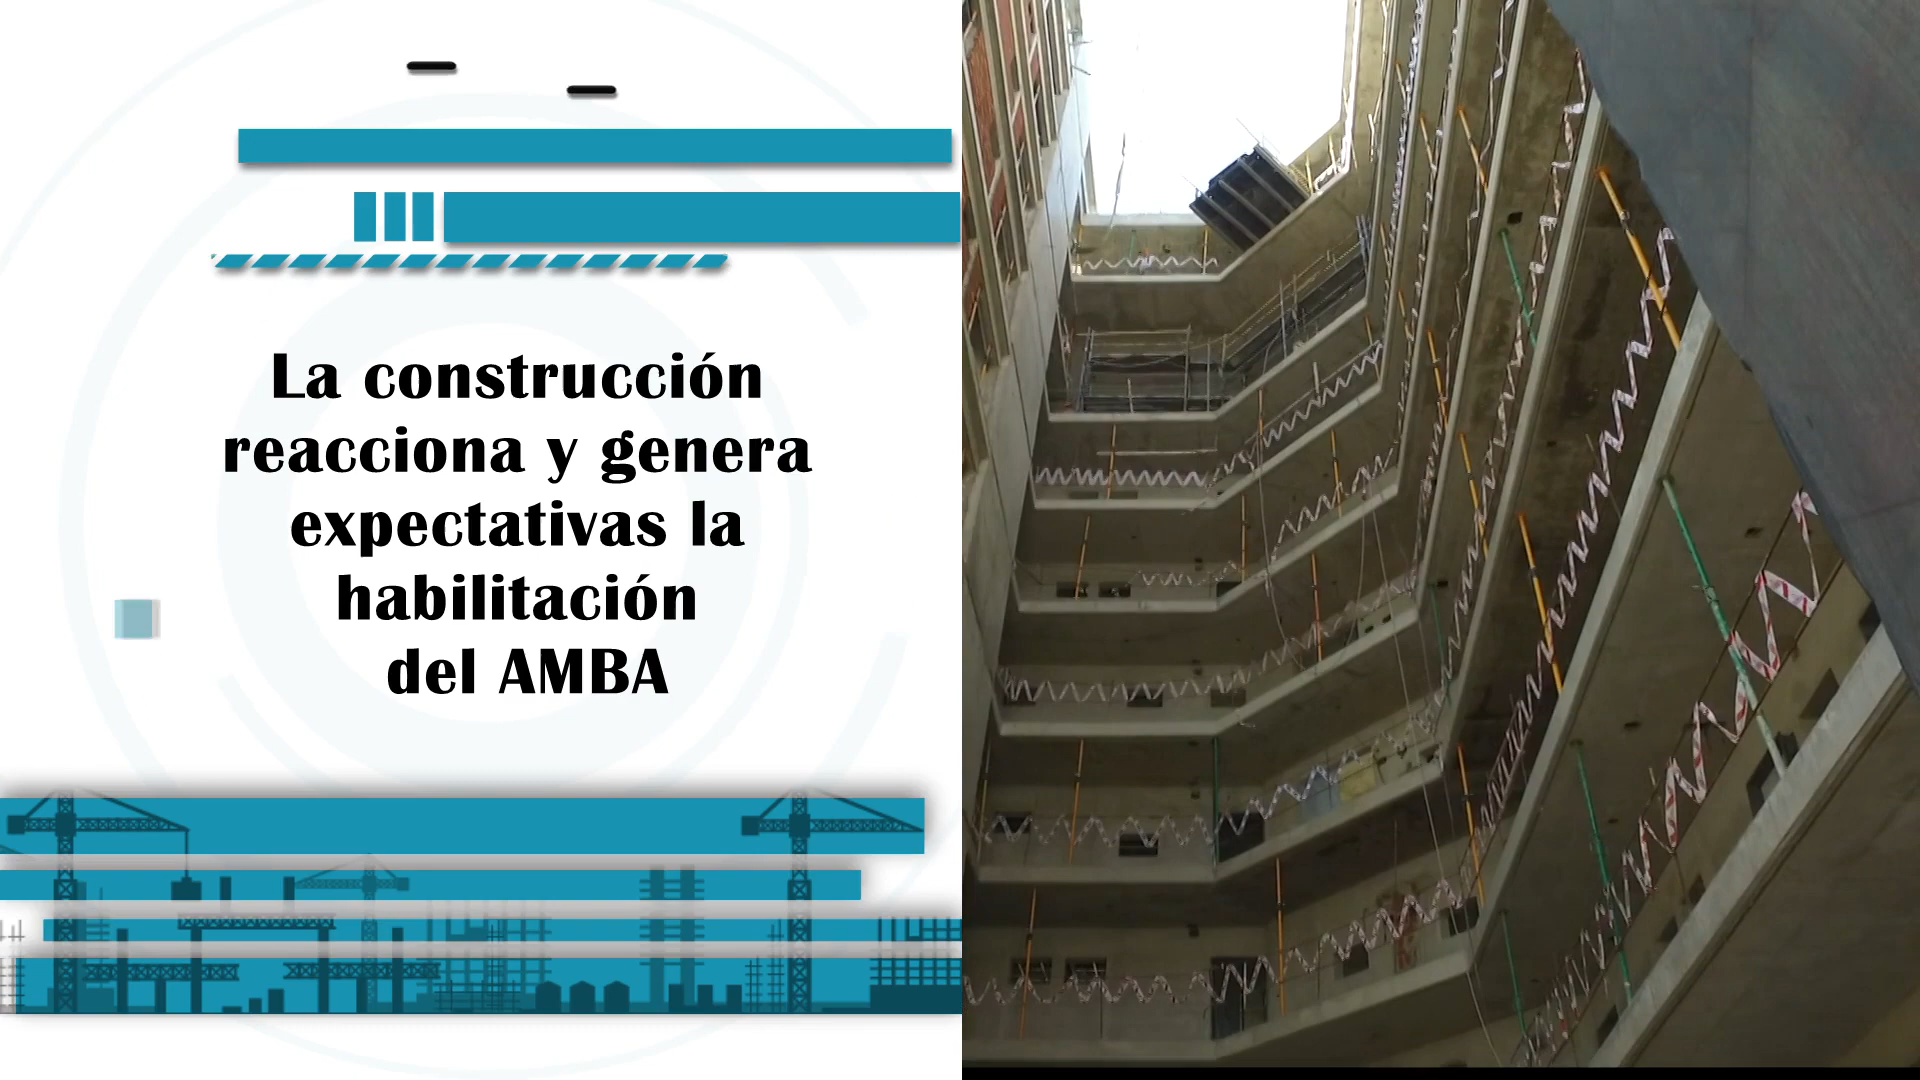 La construcción
reacciona y genera
expectativas la
habilitación
del AMBA